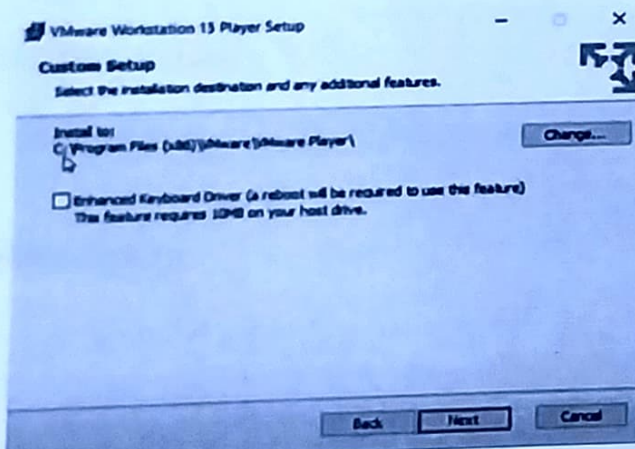 VMware Workstation 15 Player Setup
Custom Setup
Select the installation destination and any additional features.
Install to:
C:\Program Files (x86)\VMware\VMware Player\
Change...
Enhanced Keyboard Driver (a reboot will be required to use this feature)
This feature requires 10MB on your host drive.
Back
Next
Cancel